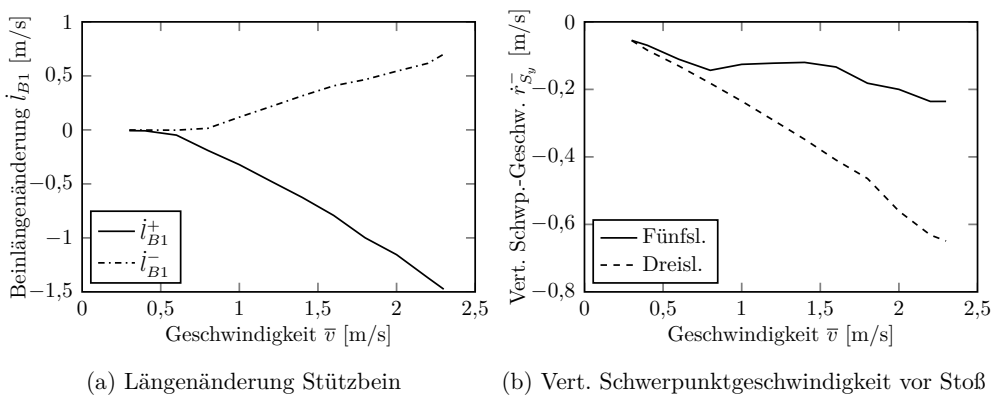 1
0,5
0
−0,5
−1
−1,5
Beinlängenänderung l̇_B1 [m/s]
l̇⁺_B1
l̇⁻_B1
0 0,5 1 1,5 2 2,5
Geschwindigkeit v̅ [m/s]
(a) Längenänderung Stützbein
0
−0,2
−0,4
−0,6
−0,8
Vert. Schwp.-Geschw. ṙ⁻_Sy [m/s]
Fünfsl.
Dreisl.
0 0,5 1 1,5 2 2,5
Geschwindigkeit v̅ [m/s]
(b) Vert. Schwerpunktgeschwindigkeit vor Stoß